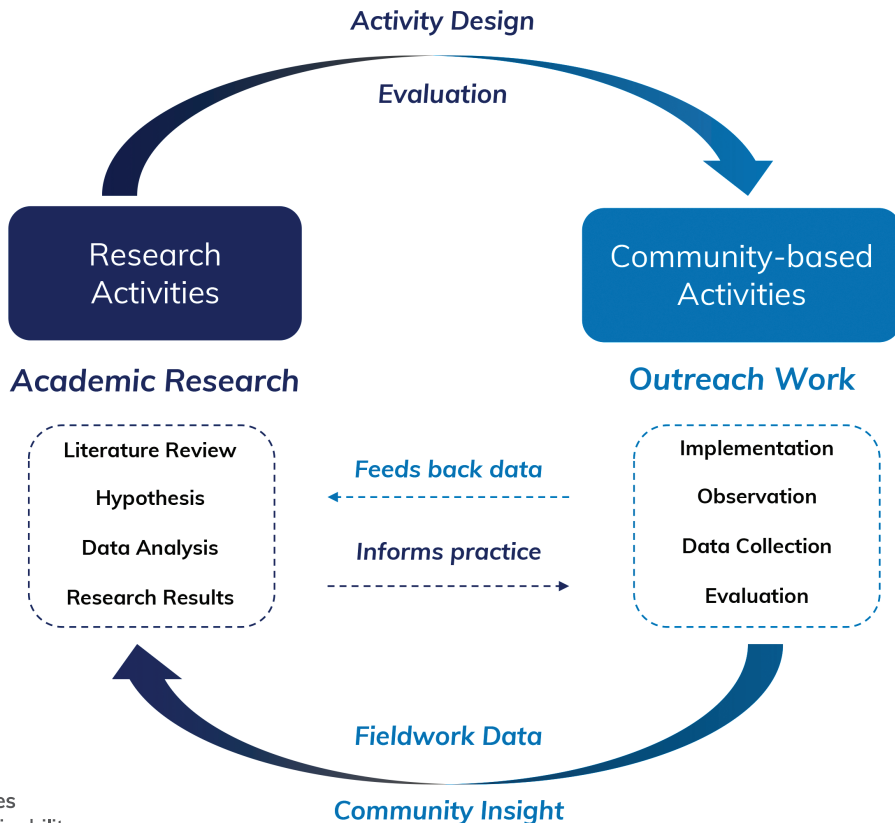 Activity Design
Evaluation
Research
Activities
Community-based
Activities
Academic Research
Outreach Work
Literature Review
Hypothesis
Data Analysis
Research Results
Feeds back data
Informs practice
Implementation
Observation
Data Collection
Evaluation
Fieldwork Data
Community Insight